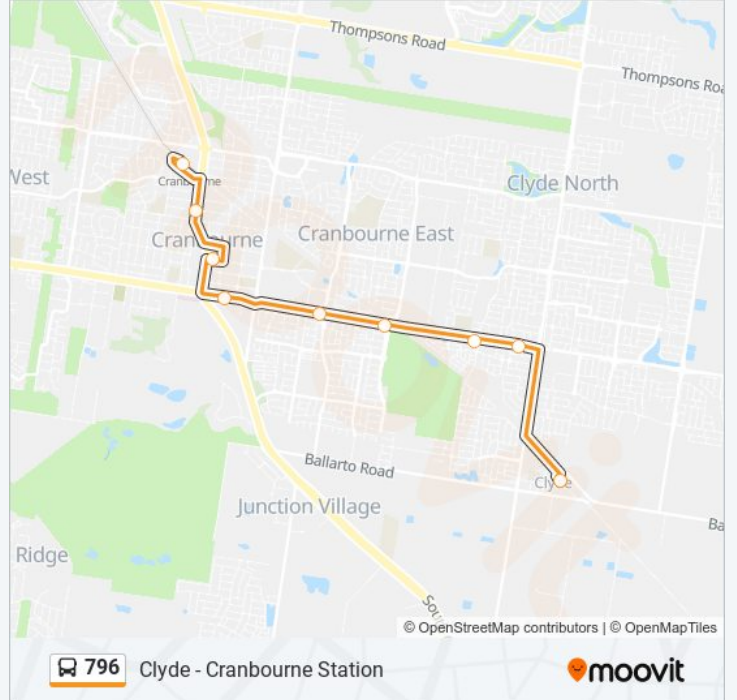 Thompsons Road
Thompsons Roa
West
Cranbourne
Clyde North
Cranbourne
Cranbourne East
Ballarto Road
Clyde
Junction Village
Ba
Ridge
Sou
© OpenStreetMap contributors | © OpenMapTiles
796 Clyde - Cranbourne Station
moovit